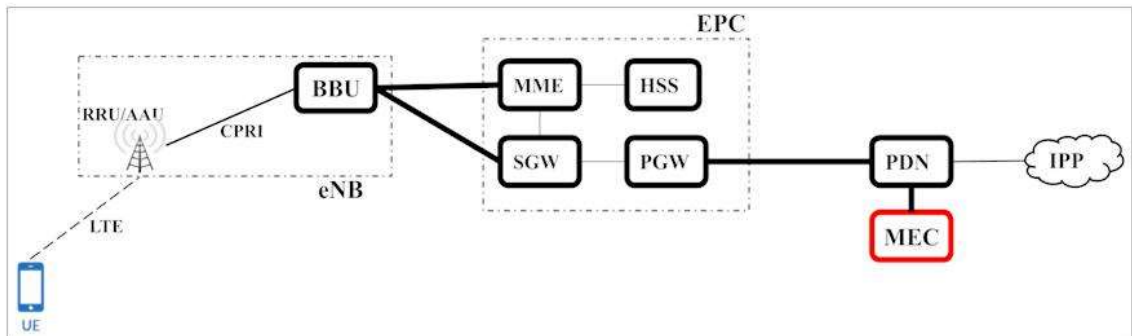 EPC
BBU
MME
HSS
RRU/AAU
CPRI
SGW
PGW
PDN
IPP
eNB
LTE
MEC
UE